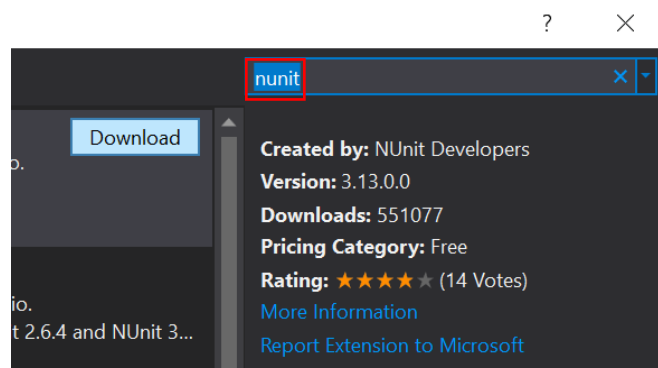 ?
nunit
Download
o.
io.
t 2.6.4 and NUnit 3...
Created by: NUnit Developers
Version: 3.13.0.0
Downloads: 551077
Pricing Category: Free
Rating: ★★★★★ (14 Votes)
More Information
Report Extension to Microsoft